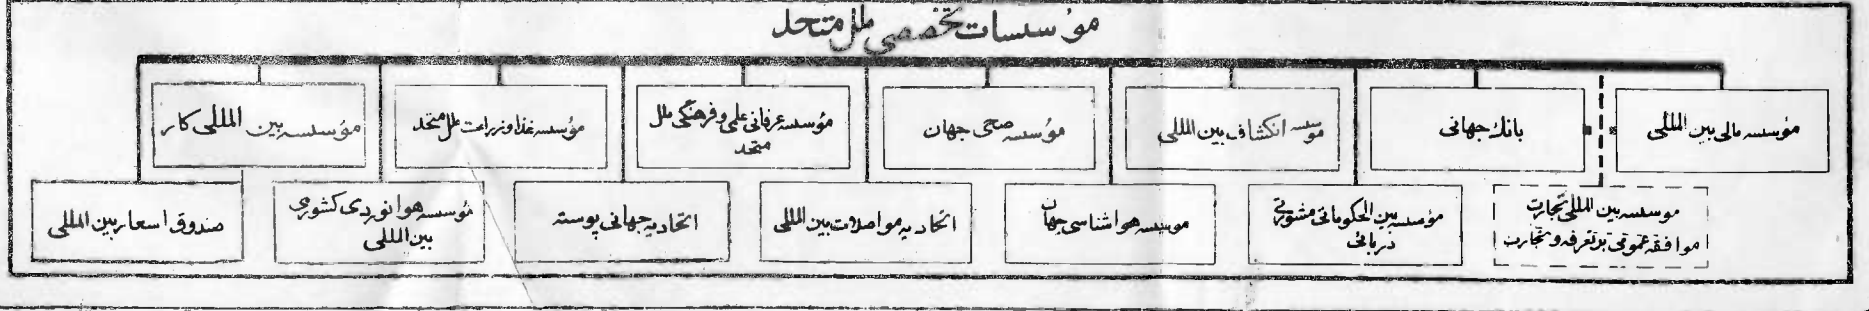 مؤسسات تخصصی ملل متحد
مؤسسه مالی بین المللی
بانک جهانی
موسسه انکشاف بین المللی
مؤسسه صحی جهان
مؤسسه عرفانی علمی و فرهنگی ملل
متحد
مؤسسه غذا و زراعت ملل متحد
مؤسسه بین المللی کار
موسسه بین المللی تجارت
موافقه عمومی بر تعرفه و تجارت
مؤسسه بین الحکوماتی مشورتی
دریائی
موسسه هواشناسی جهان
اتحادیه مواصلات بین المللی
اتحادیه جهانی پوسته
مؤسسه هوانوردی کشوری
بین المللی
صندوق اسعار بین المللی